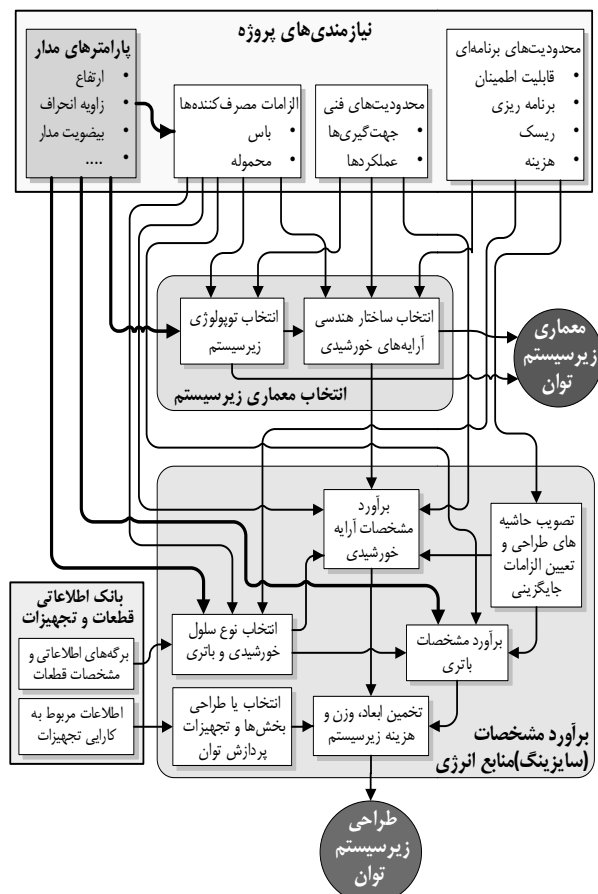 نیازمندی‌های پروژه
پارامترهای مدار
• ارتفاع
• زاویه انحراف
• بیضویت مدار
• ....
الزامات مصرف‌کننده‌ها
• باس
• محموله
محدودیت‌های فنی
• جهت‌گیری‌ها
• عملکردها
محدودیت‌های برنامه‌ای
• قابلیت اطمینان
• برنامه ریزی
• ریسک
• هزینه
انتخاب توپولوژی
زیرسیستم
انتخاب ساختار هندسی
آرایه‌های خورشیدی
انتخاب معماری زیرسیستم
معماری
زیرسیستم
توان
برآورد
مشخصات آرایه
خورشیدی
تصویب حاشیه
های طراحی و
تعیین الزامات
جایگزینی
بانک اطلاعاتی
قطعات و تجهیزات
برگه‌های اطلاعاتی و
مشخصات قطعات
اطلاعات مربوط به
کارایی تجهیزات
انتخاب نوع سلول
خورشیدی و باتری
برآورد مشخصات
باتری
انتخاب یا طراحی
بخش‌ها و تجهیزات
پردازش توان
تخمین ابعاد، وزن و
هزینه زیرسیستم
برآورد مشخصات
(سایزینگ)منابع انرژی
طراحی
زیرسیستم
توان